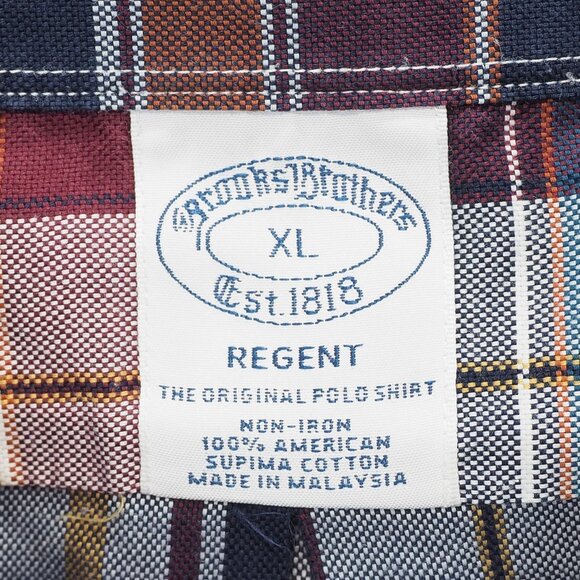 Brooks Brothers
XL
Est. 1818
REGENT
THE ORIGINAL POLO SHIRT
NON-IRON
100% AMERICAN
SUPIMA COTTON
MADE IN MALAYSIA